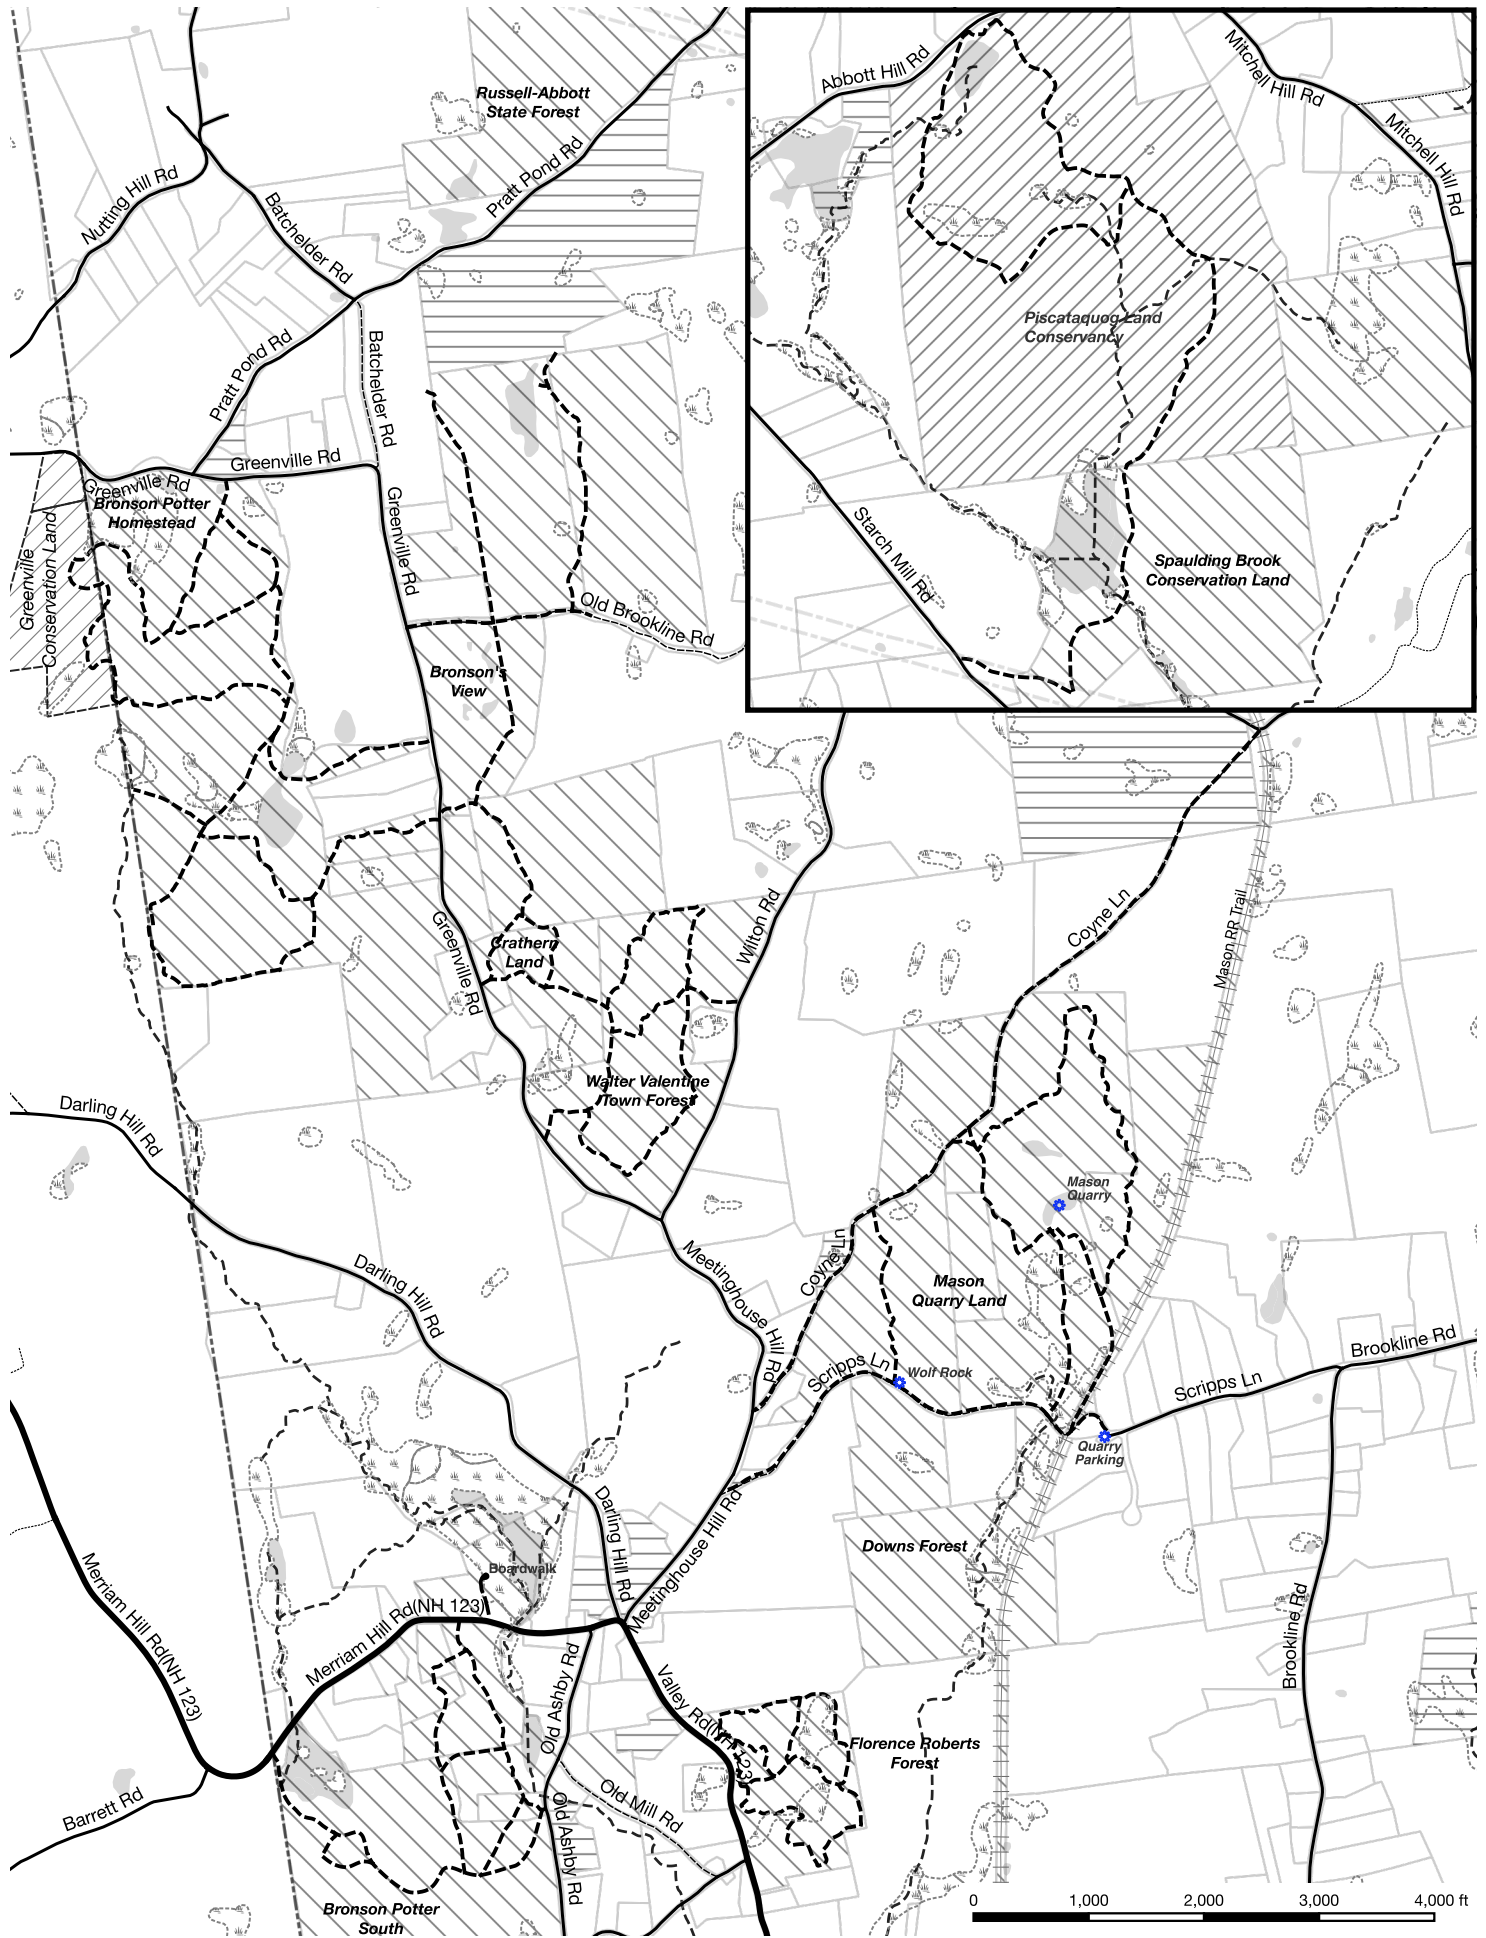 Russell-Abbott
State Forest
Pratt Pond Rd
Nutting Hill Rd
Batchelder Rd
Pratt Pond Rd
Batchelder Rd
Greenville Rd
Greenville Rd
Bronson Potter
Homestead
Greenville
Conservation Land
Greenville Rd
Old Brookline Rd
Bronson's
View
Abbott Hill Rd
Mitchell Hill Rd
Mitchell Hill Rd
Piscataquog Land
Conservancy
Starch Mill Rd
Spaulding Brook
Conservation Land
Greenville Rd
Crathern
Land
Wilton Rd
Coyne Ln
Mason RR Trail
Walter Valentine
Town Forest
Darling Hill Rd
Mason
Quarry
Coyne Ln
Meetinghouse Hill Rd
Darling Hill Rd
Mason
Quarry Land
Scripps Ln
Wolf Rock
Brookline Rd
Scripps Ln
Quarry
Parking
Darling Hill Rd
Meetinghouse Hill Rd
Downs Forest
Boardwalk
Merriam Hill Rd(NH 123)
Merriam Hill Rd(NH 123)
Brookline Rd
Old Ashby Rd
Valley Rd(NH 123)
Florence Roberts
Forest
Barrett Rd
Old Mill Rd
Old Ashby Rd
Bronson Potter
South
0 1,000 2,000 3,000 4,000 ft